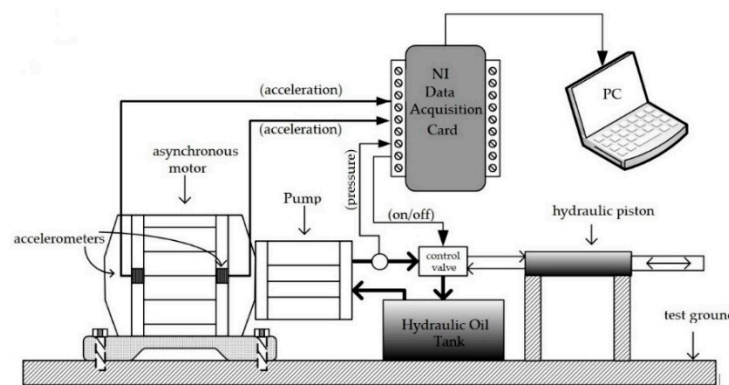 NI
Data
Acquisition
Card
PC
(acceleration)
(acceleration)
asynchronous
motor
(pressure)
Pump
(on/off)
hydraulic piston
accelerometers
control
valve
Hydraulic Oil
Tank
test ground